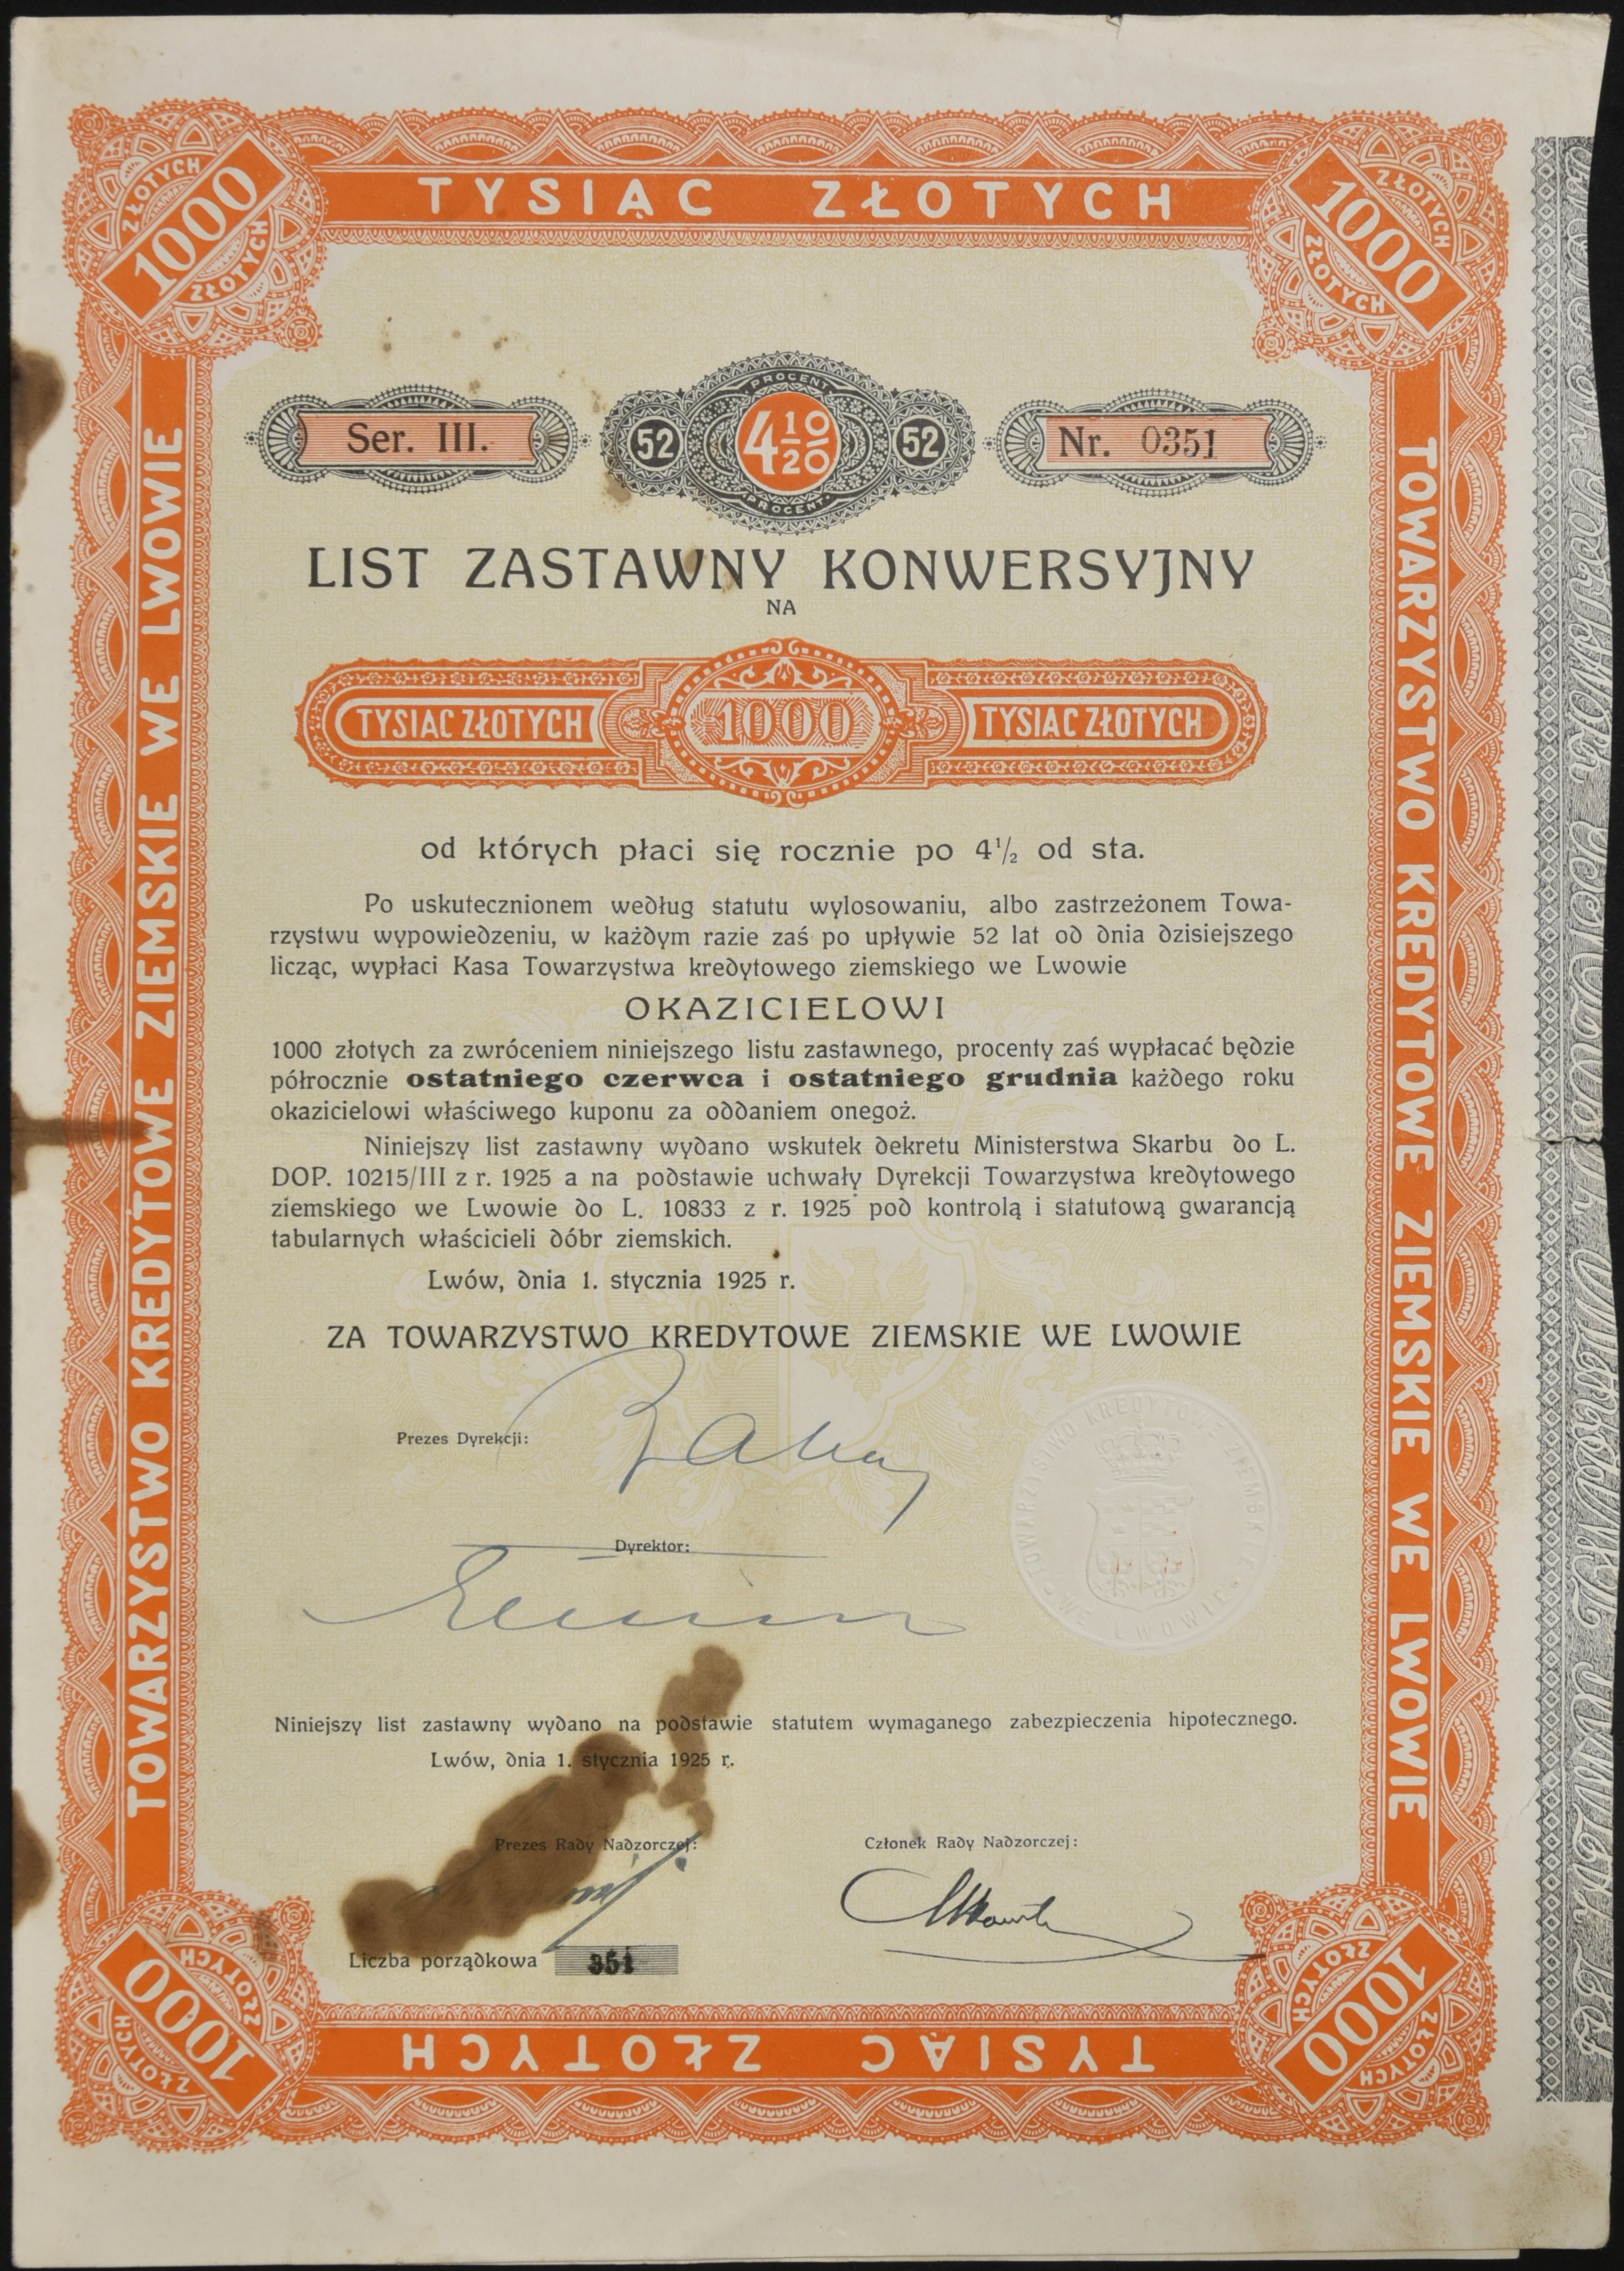 TYSIĄC ZŁOTYCH
ZŁOTYCH 1000 ZŁOTYCH
ZŁOTYCH 1000 ZŁOTYCH
TOWARZYSTWO KREDYTOWE ZIEMSKIE WE LWOWIE
TOWARZYSTWO KREDYTOWE ZIEMSKIE WE LWOWIE
PROCENT
Ser. III. 52 4 10/20 52 Nr. 0351
PROCENT
LIST ZASTAWNY KONWERSYJNY
NA
TYSIĄC ZŁOTYCH 1000 TYSIĄC ZŁOTYCH
od których płaci się rocznie po 4½ od sta.
Po uskutecznionem według statutu wylosowaniu, albo zastrzeżonem Towa-
rzystwu wypowiedzeniu, w każdym razie zaś po upływie 52 lat od dnia dzisiejszego
licząc, wypłaci Kasa Towarzystwa kredytowego ziemskiego we Lwowie
OKAZICIELOWI
1000 złotych za zwróceniem niniejszego listu zastawnego, procenty zaś wypłacać będzie
półrocznie ostatniego czerwca i ostatniego grudnia każdego roku
okazicielowi właściwego kuponu za oddaniem onegoż.
Niniejszy list zastawny wydano wskutek dekretu Ministerstwa Skarbu do L.
DOP. 10215/III z r. 1925 a na podstawie uchwały Dyrekcji Towarzystwa kredytowego
ziemskiego we Lwowie do L. 10833 z r. 1925 pod kontrolą i statutową gwarancją
tabularnych właścicieli dóbr ziemskich.
Lwów, dnia 1. stycznia 1925 r.
ZA TOWARZYSTWO KREDYTOWE ZIEMSKIE WE LWOWIE
Prezes Dyrekcji:
Dyrektor:
TOWARZYSTWO KREDYTOWE ZIEMSKIE
WE LWOWIE
Niniejszy list zastawny wydano na podstawie statutem wymaganego zabezpieczenia hipotecznego.
Lwów, dnia 1. stycznia 1925 r.
Prezes Rady Nadzorczej: Członek Rady Nadzorczej:
Liczba porządkowa 351
ZŁOTYCH 1000 ZŁOTYCH
ZŁOTYCH 1000 ZŁOTYCH
TYSIĄC ZŁOTYCH